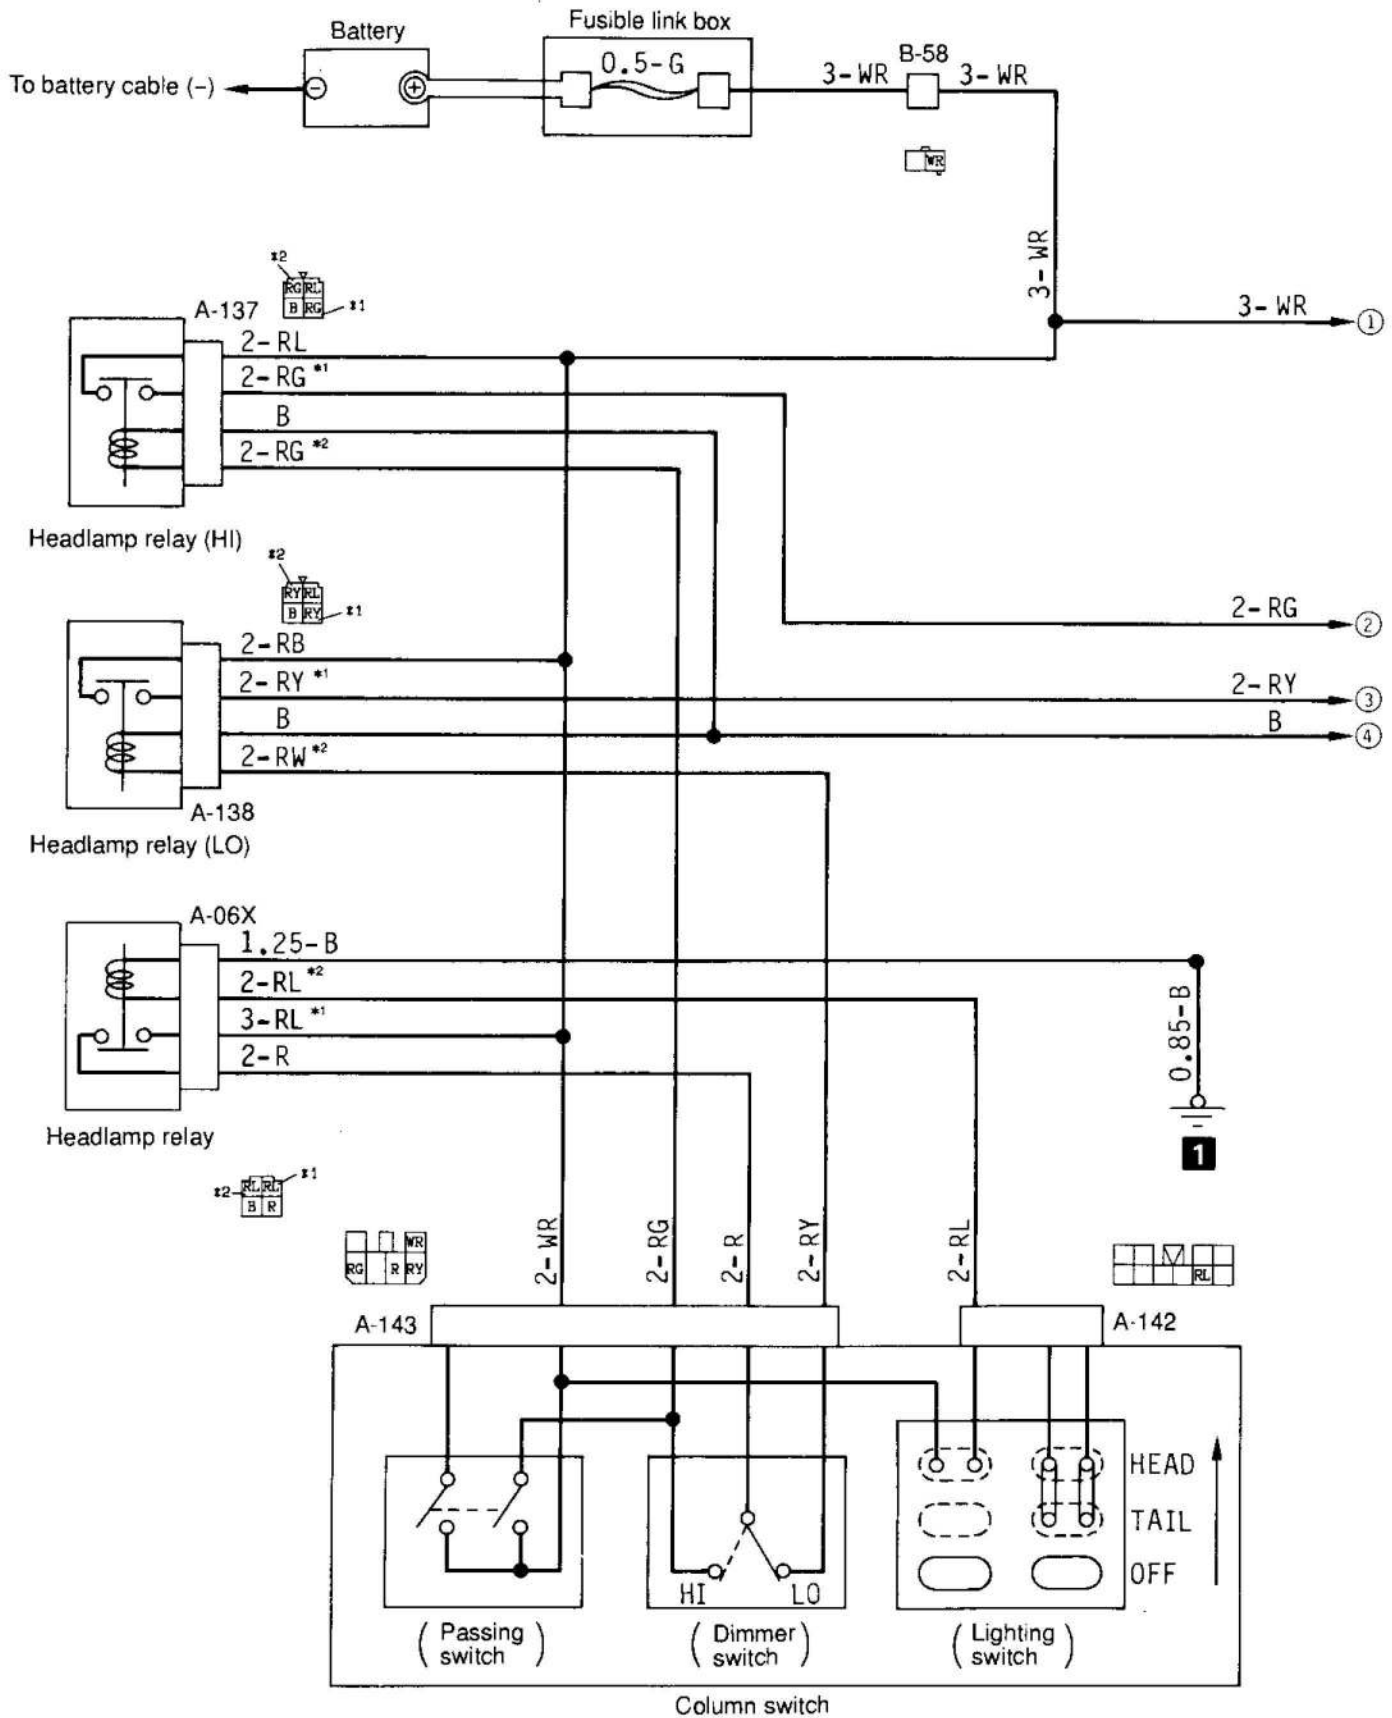 Battery
Fusible link box
0.5-G
To battery cable (-)
3-WR
B-58
3-WR
WR
3-WR
3-WR
1
*2
RG RL
B RG
*1
A-137
2-RL
2-RG *1
B
2-RG *2
Headlamp relay (HI)
2-RG
2
*2
RY RL
B RY
*1
2-RB
2-RY *1
B
2-RW *2
A-138
Headlamp relay (LO)
2-RY
3
B
4
A-06X
1.25-B
2-RL *2
3-RL *1
2-R
Headlamp relay
0.85-B
1
*1
*2
RL RL
B R
WR
RG R RY
2-WR
2-RG
2-R
2-RY
2-RL
RL
A-143
A-142
HEAD
TAIL
OFF
HI
LO
(Passing
switch)
(Dimmer
switch)
(Lighting
switch)
Column switch